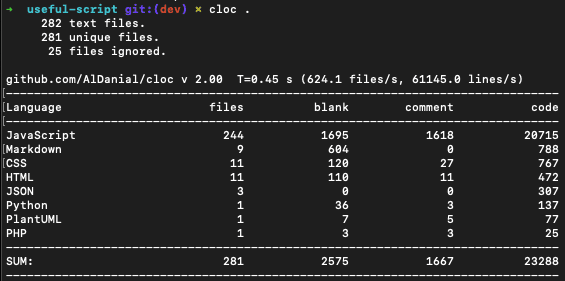 → useful-script git:(dev) × cloc .
282 text files.
281 unique files.
25 files ignored.
github.com/AlDanial/cloc v 2.00 T=0.45 s (624.1 files/s, 61145.0 lines/s)
Language files blank comment code
JavaScript 244 1695 1618 20715
Markdown 9 604 0 788
CSS 11 120 27 767
HTML 11 110 11 472
JSON 3 0 0 307
Python 1 36 3 137
PlantUML 1 7 5 77
PHP 1 3 3 25
SUM: 281 2575 1667 23288